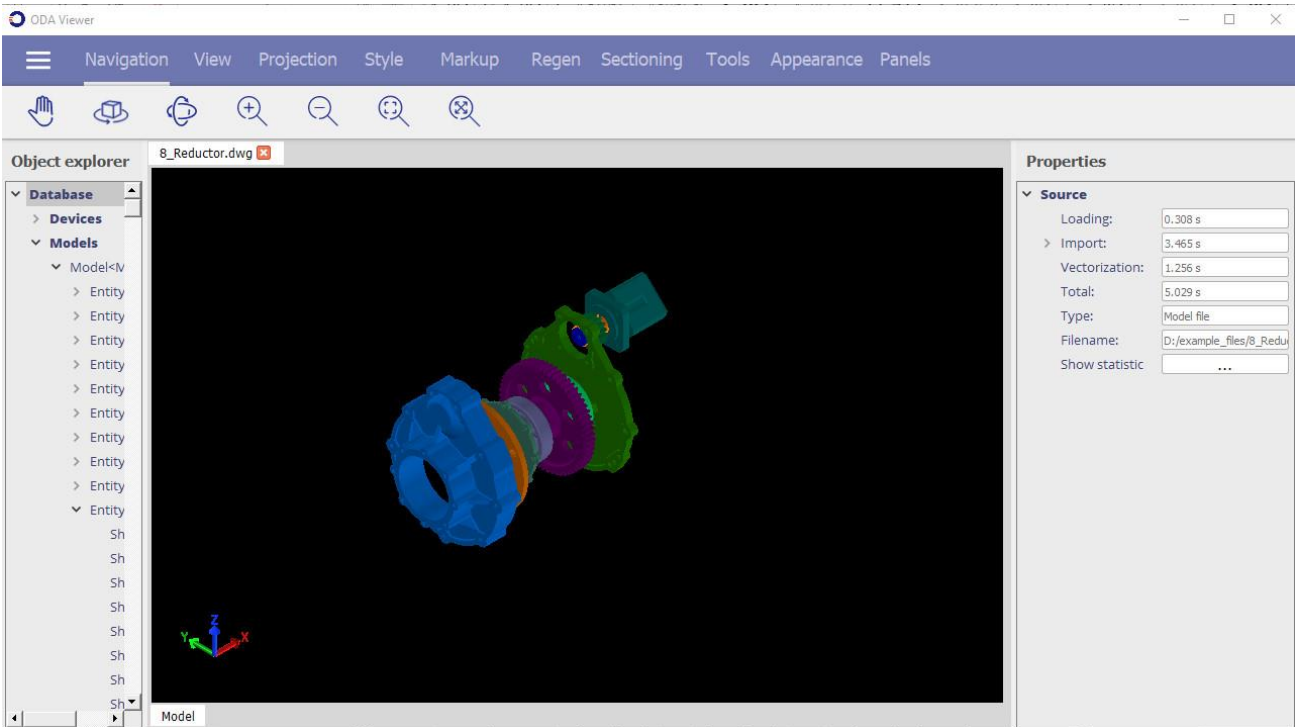 ODA Viewer
Navigation View Projection Style Markup Regen Sectioning Tools Appearance Panels
Object explorer
8_Reductor.dwg
Properties
Database
Devices
Models
Model<M
Entity
Entity
Entity
Entity
Entity
Entity
Entity
Entity
Entity
Entity
Sh
Sh
Sh
Sh
Sh
Sh
Sh
Sh
Source
Loading: 0.308 s
Import: 3.465 s
Vectorization: 1.256 s
Total: 5.029 s
Type: Model file
Filename: D:/example_files/8_Redu
Show statistic ...
Z
Y
X
Model